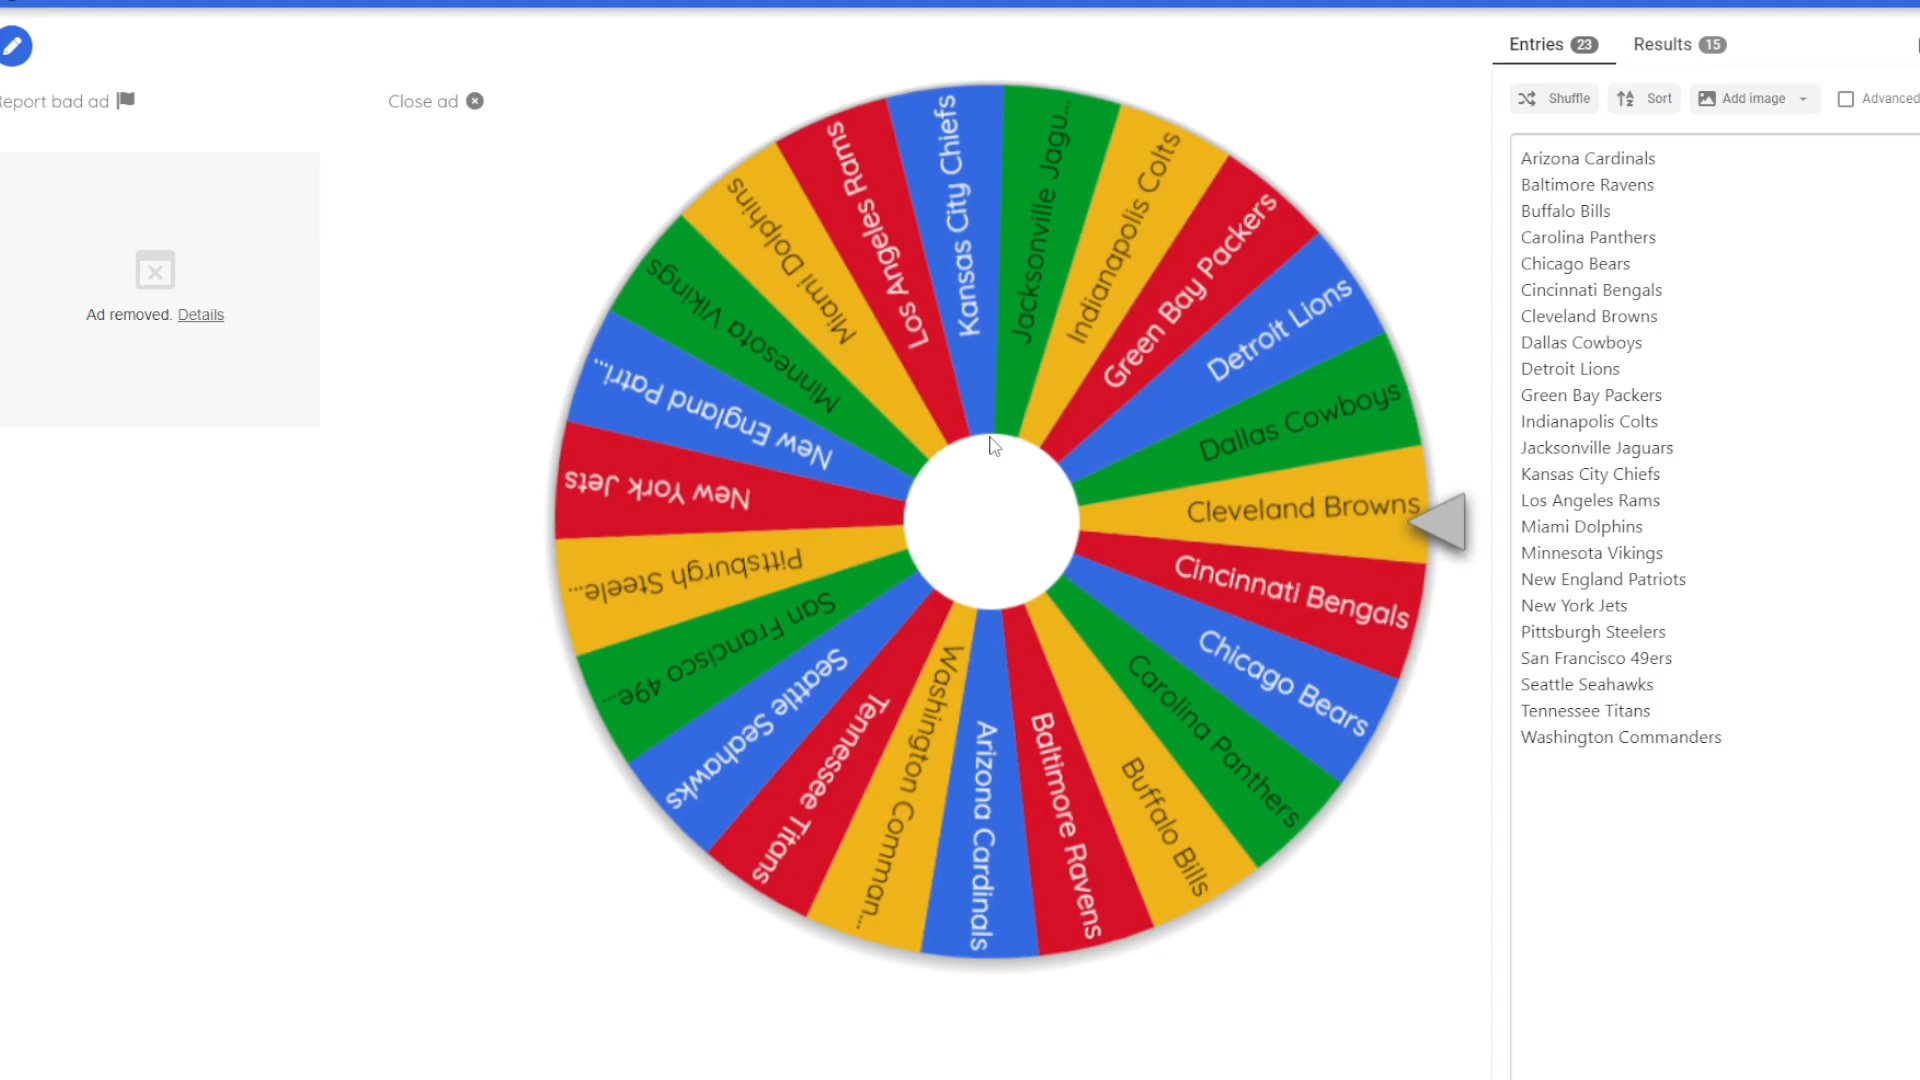 Report bad ad
Close ad
Ad removed. Details
Kansas City Chiefs
Jacksonville Jagu...
Indianapolis Colts
Green Bay Packers
Detroit Lions
Dallas Cowboys
Cleveland Browns
Cincinnati Bengals
Chicago Bears
Carolina Panthers
Buffalo Bills
Baltimore Ravens
Arizona Cardinals
Washington Comman...
Tennessee Titans
Seattle Seahawks
San Francisco 49e...
Pittsburgh Steele...
New York Jets
New England Patri...
Minnesota Vikings
Miami Dolphins
Los Angeles Rams
Entries 23 Results 15
Shuffle Sort Add image Advanced
Arizona Cardinals
Baltimore Ravens
Buffalo Bills
Carolina Panthers
Chicago Bears
Cincinnati Bengals
Cleveland Browns
Dallas Cowboys
Detroit Lions
Green Bay Packers
Indianapolis Colts
Jacksonville Jaguars
Kansas City Chiefs
Los Angeles Rams
Miami Dolphins
Minnesota Vikings
New England Patriots
New York Jets
Pittsburgh Steelers
San Francisco 49ers
Seattle Seahawks
Tennessee Titans
Washington Commanders